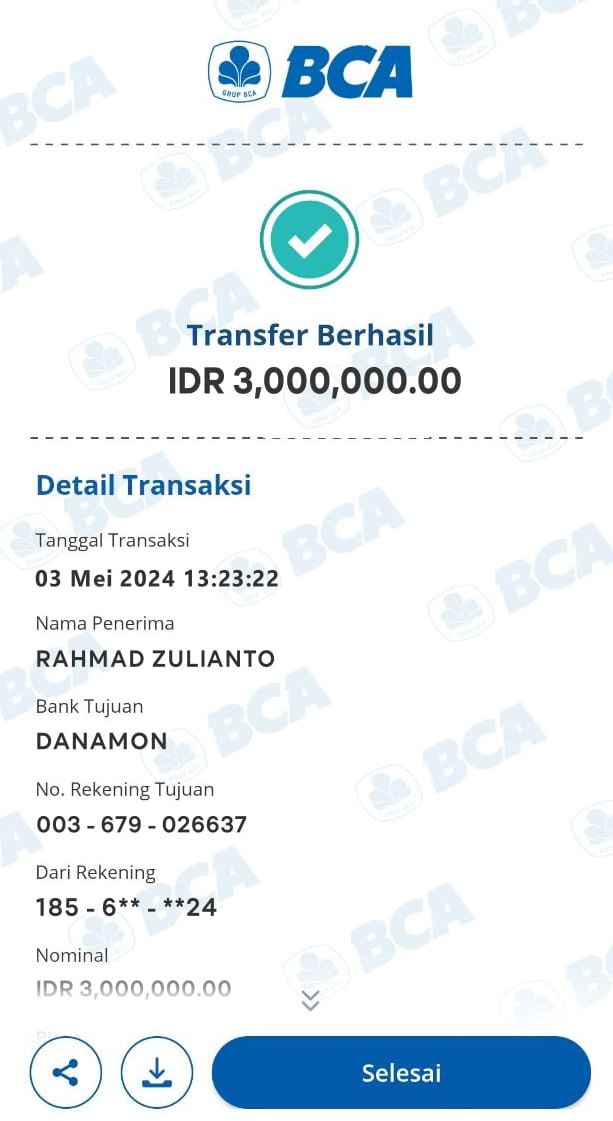 GRUP BCA
BCA
Transfer Berhasil
IDR 3,000,000.00
Detail Transaksi
Tanggal Transaksi
03 Mei 2024 13:23:22
Nama Penerima
RAHMAD ZULIANTO
Bank Tujuan
DANAMON
No. Rekening Tujuan
003 - 679 - 026637
Dari Rekening
185 - 6** - **24
Nominal
IDR 3,000,000.00
Selesai